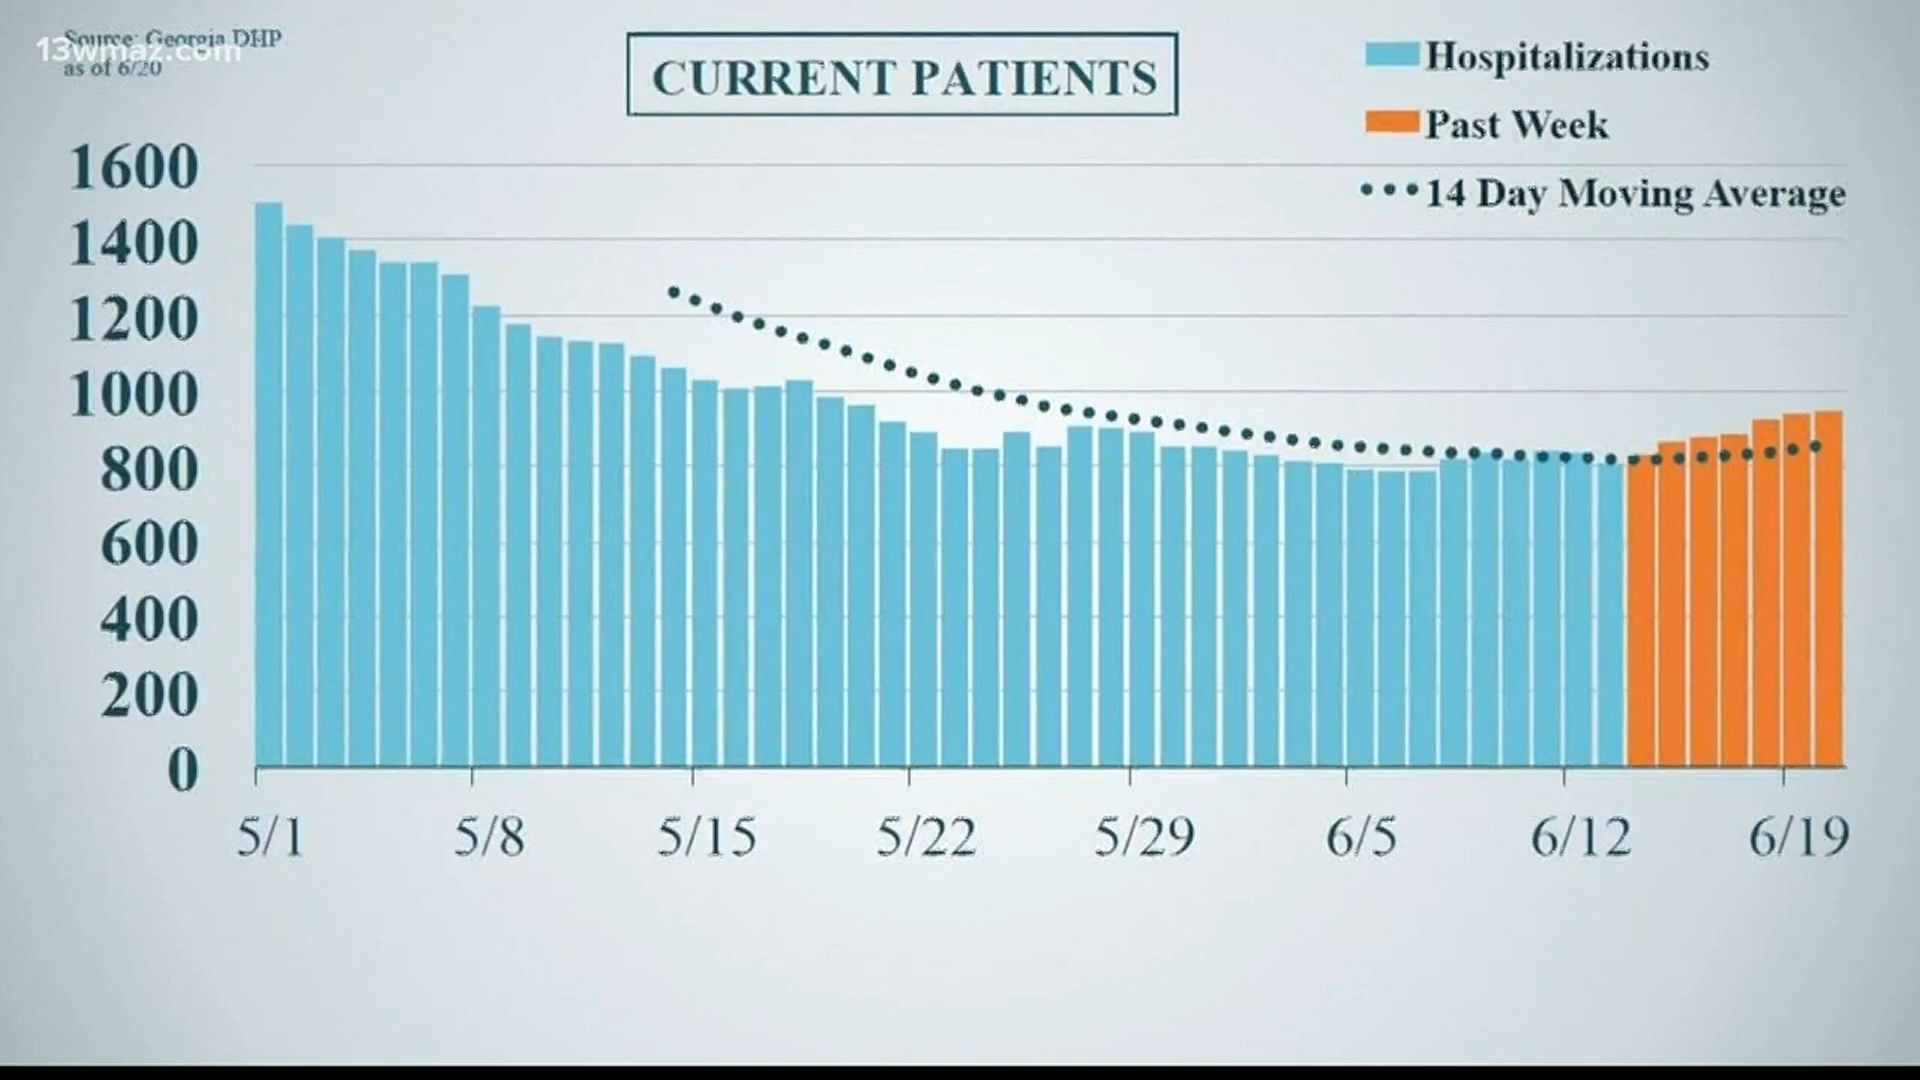 Source: Georgia DHP
13wmaz.com
as of 6/20
CURRENT PATIENTS
Hospitalizations
Past Week
14 Day Moving Average
1600
1400
1200
1000
800
600
400
200
0
5/1 5/8 5/15 5/22 5/29 6/5 6/12 6/19